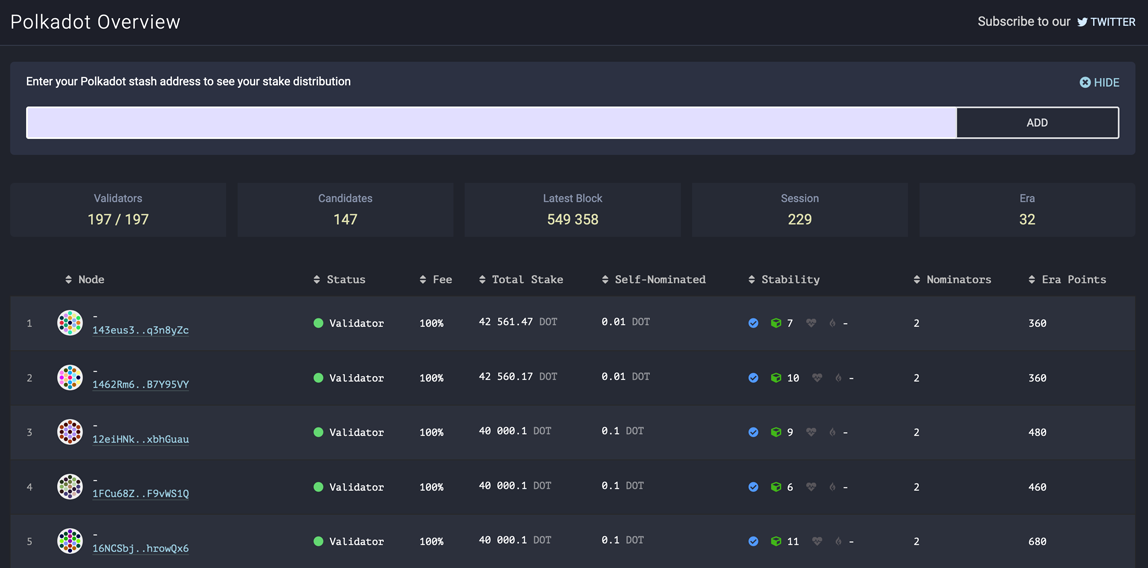 Polkadot Overview
Subscribe to our TWITTER
Enter your Polkadot stash address to see your stake distribution
HIDE
ADD
Validators
197 / 197
Candidates
147
Latest Block
549 358
Session
229
Era
32
Node Status Fee Total Stake Self-Nominated Stability Nominators Era Points
1 - 143eus3..q3n8yZc Validator 100% 42 561.47 DOT 0.01 DOT 7 - 2 360
2 - 1462Rm6..B7Y95VY Validator 100% 42 560.17 DOT 0.01 DOT 10 - 2 360
3 - 12eiHNk..xbhGuau Validator 100% 40 000.1 DOT 0.1 DOT 9 - 2 480
4 - 1FCu68Z..F9vWS1Q Validator 100% 40 000.1 DOT 0.1 DOT 6 - 2 460
5 - 16NCSbj..hrowQx6 Validator 100% 40 000.1 DOT 0.1 DOT 11 - 2 680